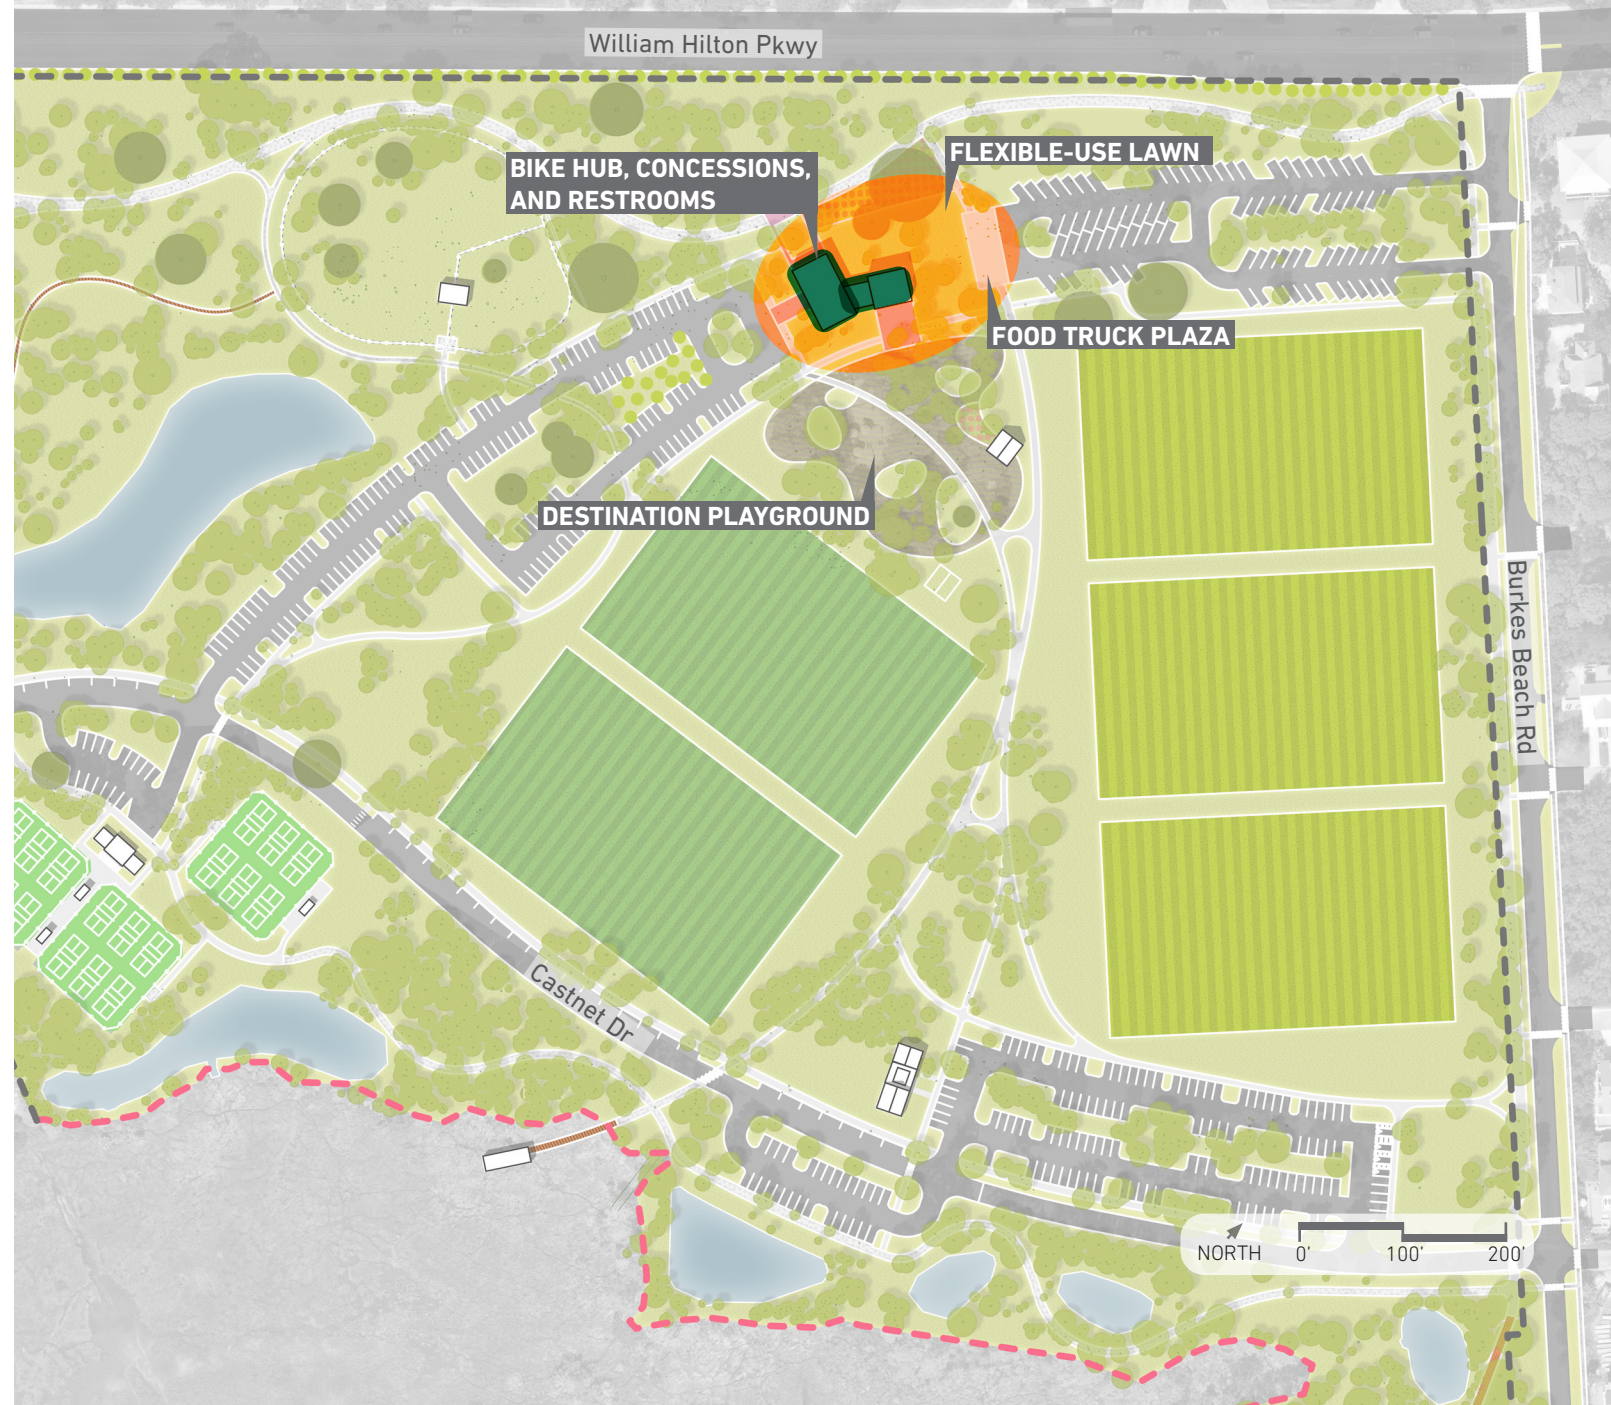 William Hilton Pkwy
FLEXIBLE-USE LAWN
BIKE HUB, CONCESSIONS,
AND RESTROOMS
FOOD TRUCK PLAZA
DESTINATION PLAYGROUND
Burkes Beach Rd
Castnet Dr
NORTH 0' 100' 200'